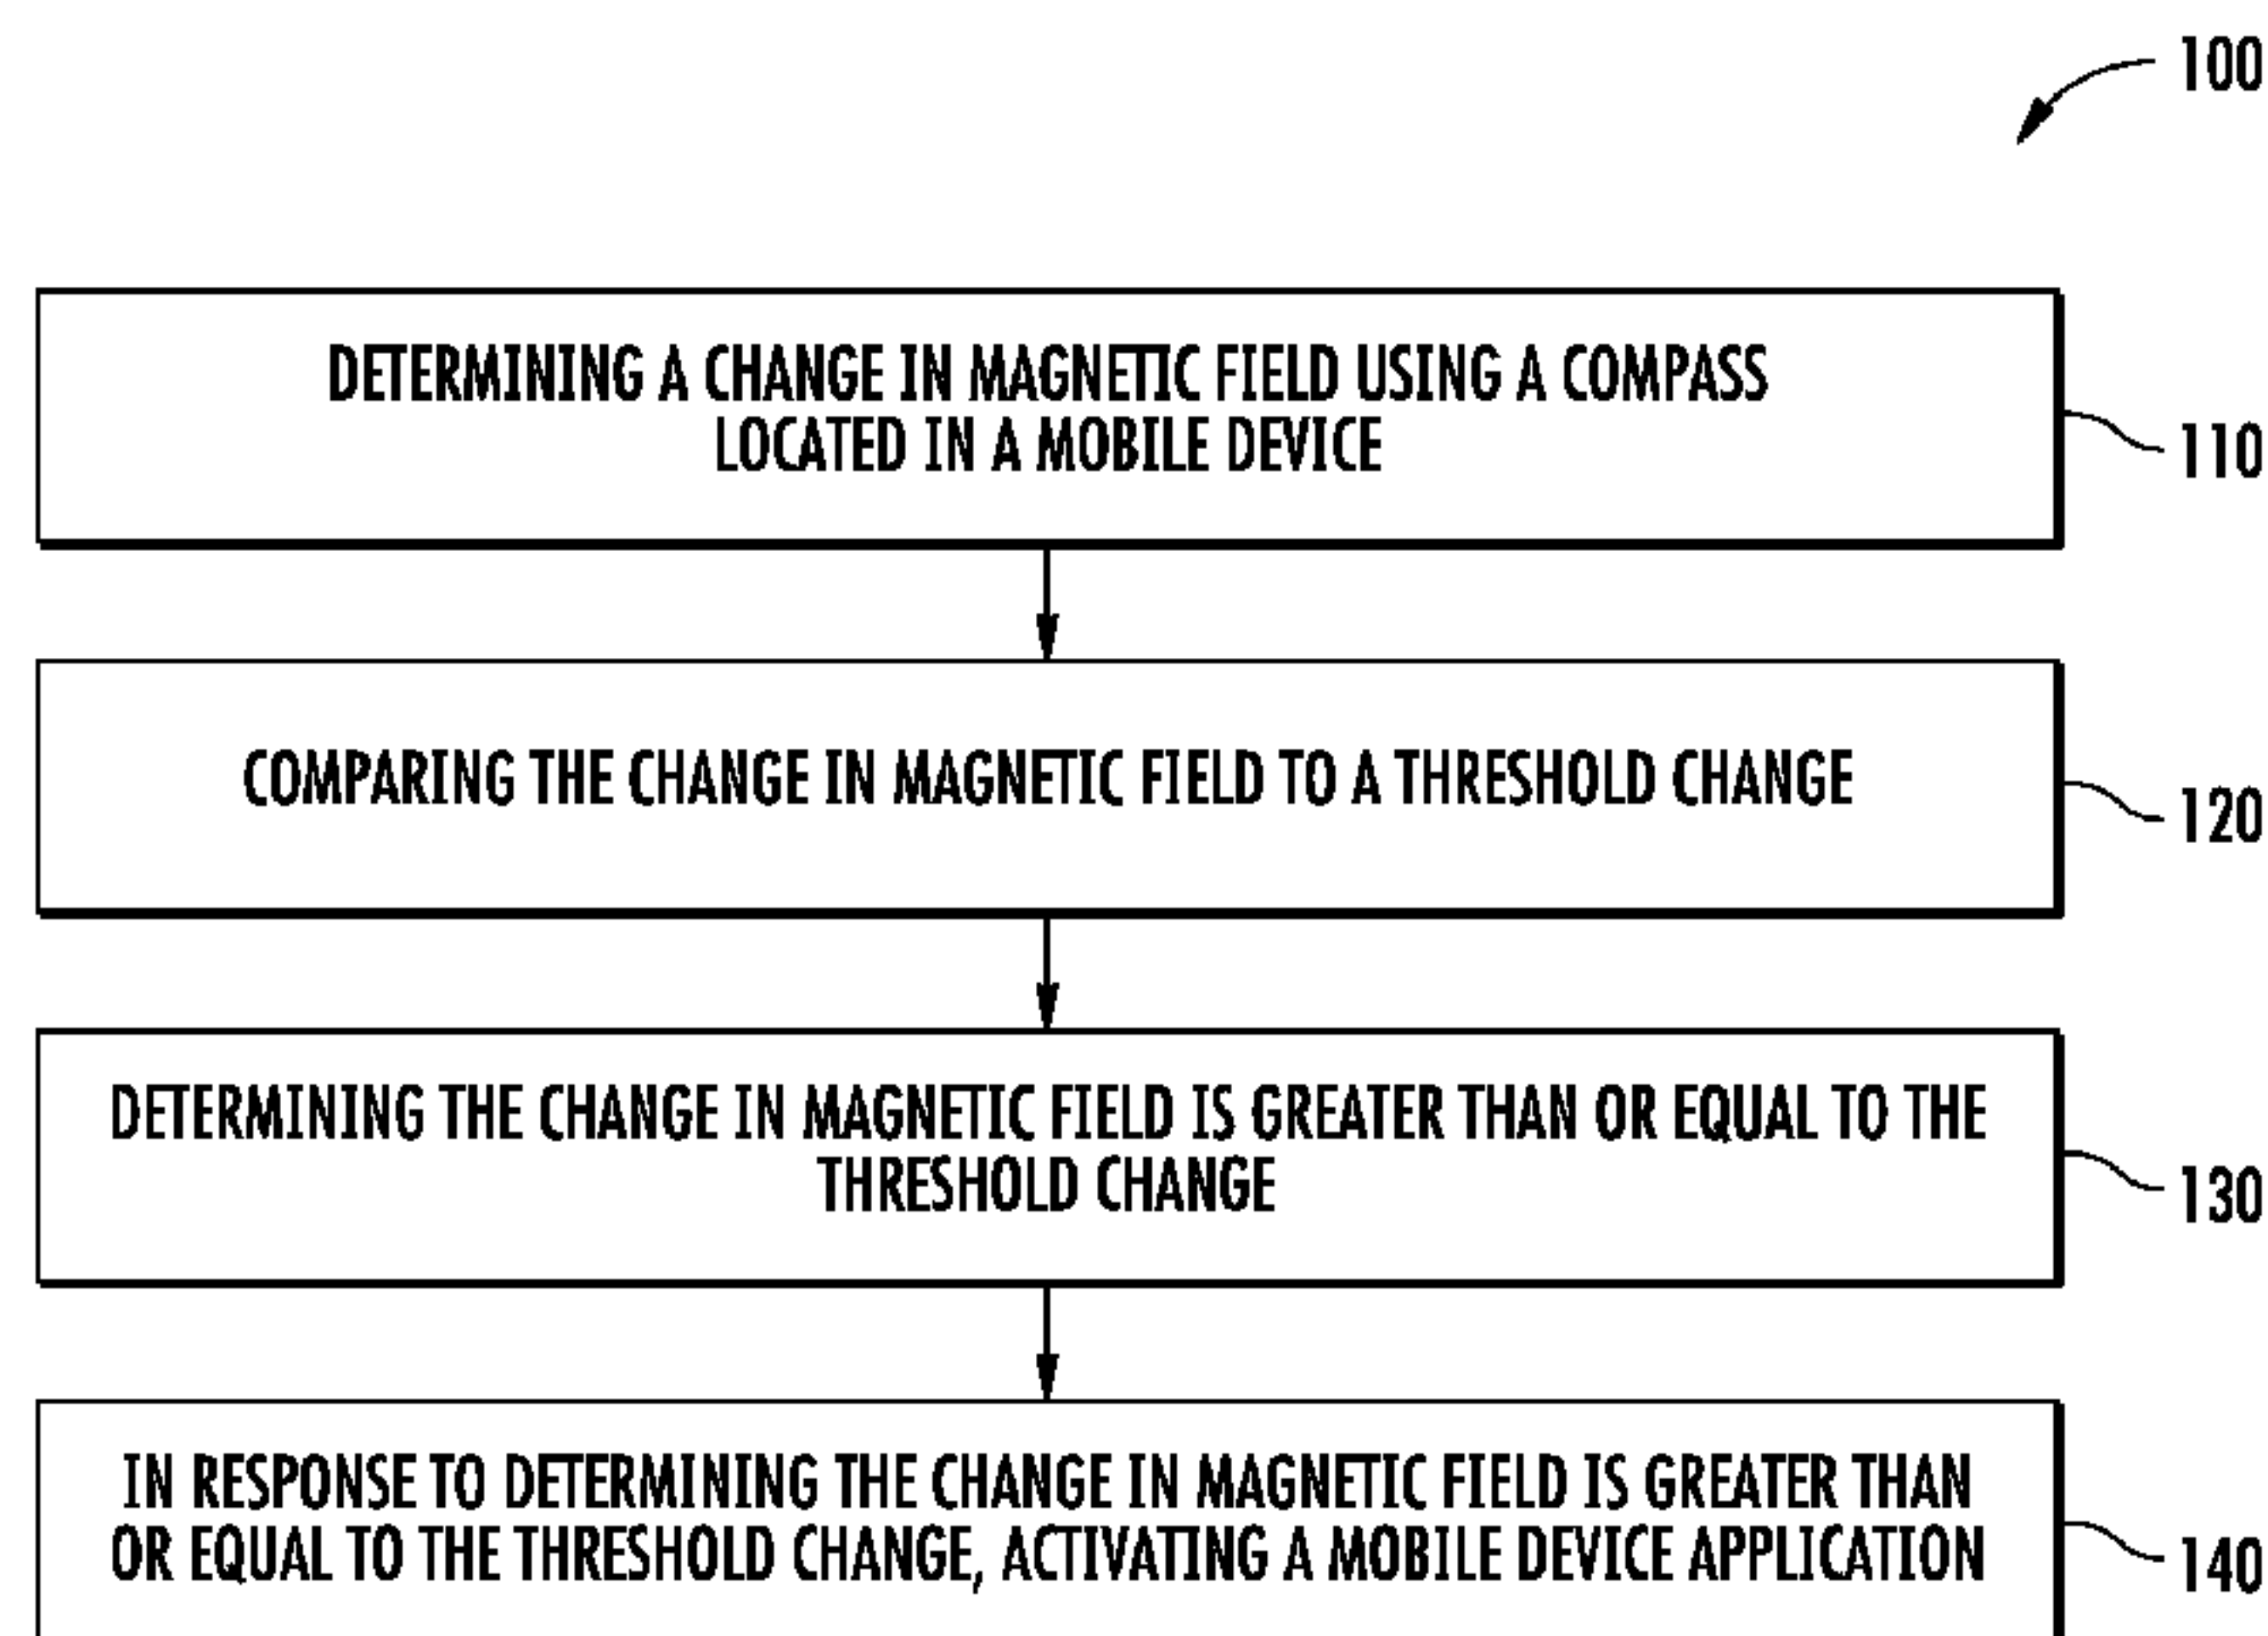 100
DETERMINING A CHANGE IN MAGNETIC FIELD USING A COMPASS
LOCATED IN A MOBILE DEVICE
110
COMPARING THE CHANGE IN MAGNETIC FIELD TO A THRESHOLD CHANGE
120
DETERMINING THE CHANGE IN MAGNETIC FIELD IS GREATER THAN OR EQUAL TO THE
THRESHOLD CHANGE
130
IN RESPONSE TO DETERMINING THE CHANGE IN MAGNETIC FIELD IS GREATER THAN
OR EQUAL TO THE THRESHOLD CHANGE, ACTIVATING A MOBILE DEVICE APPLICATION
140